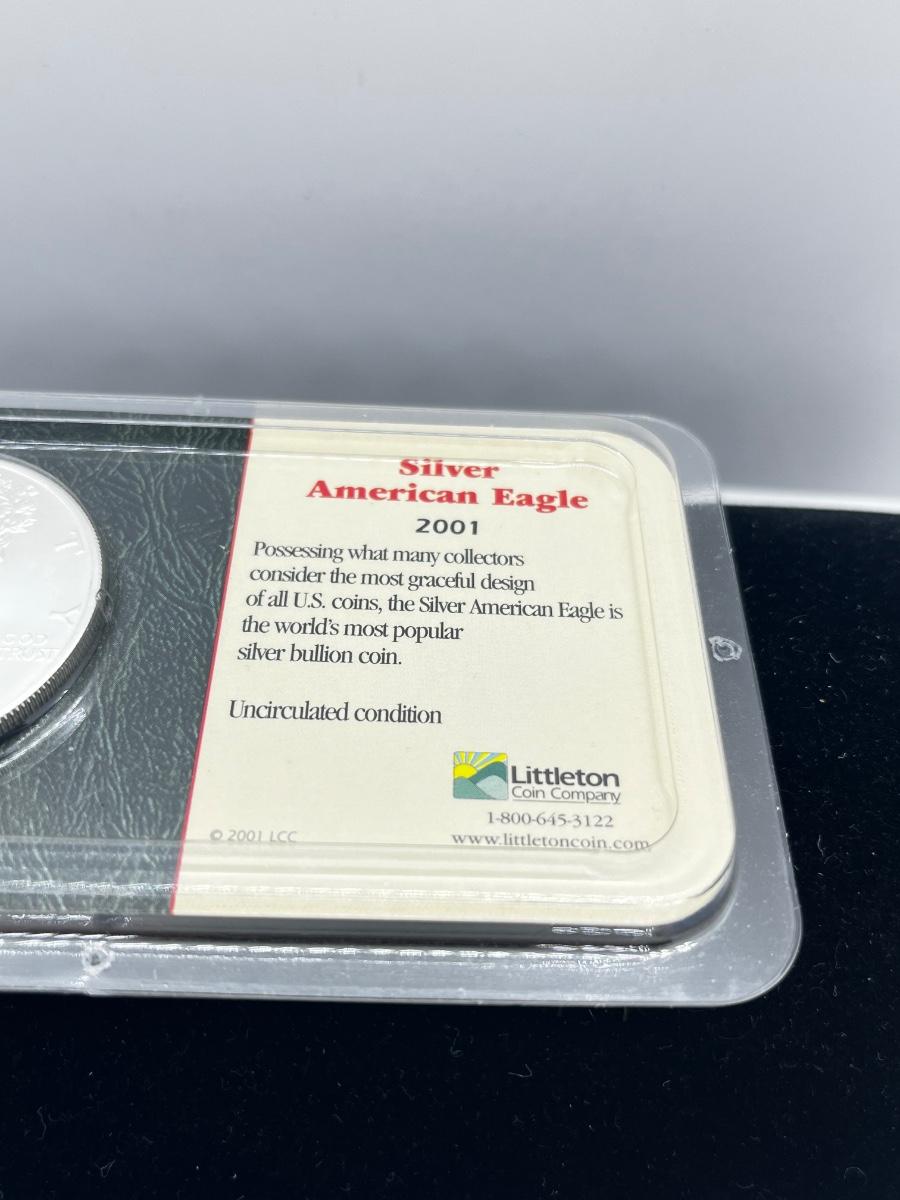 Silver
American Eagle
2001
Possessing what many collectors
consider the most graceful design
of all U.S. coins, the Silver American Eagle is
the world's most popular
silver bullion coin.
Uncirculated condition
Littleton
Coin Company
1-800-645-3122
© 2001 LCC
www.littletoncoin.com
T Y
GOD
TRUST